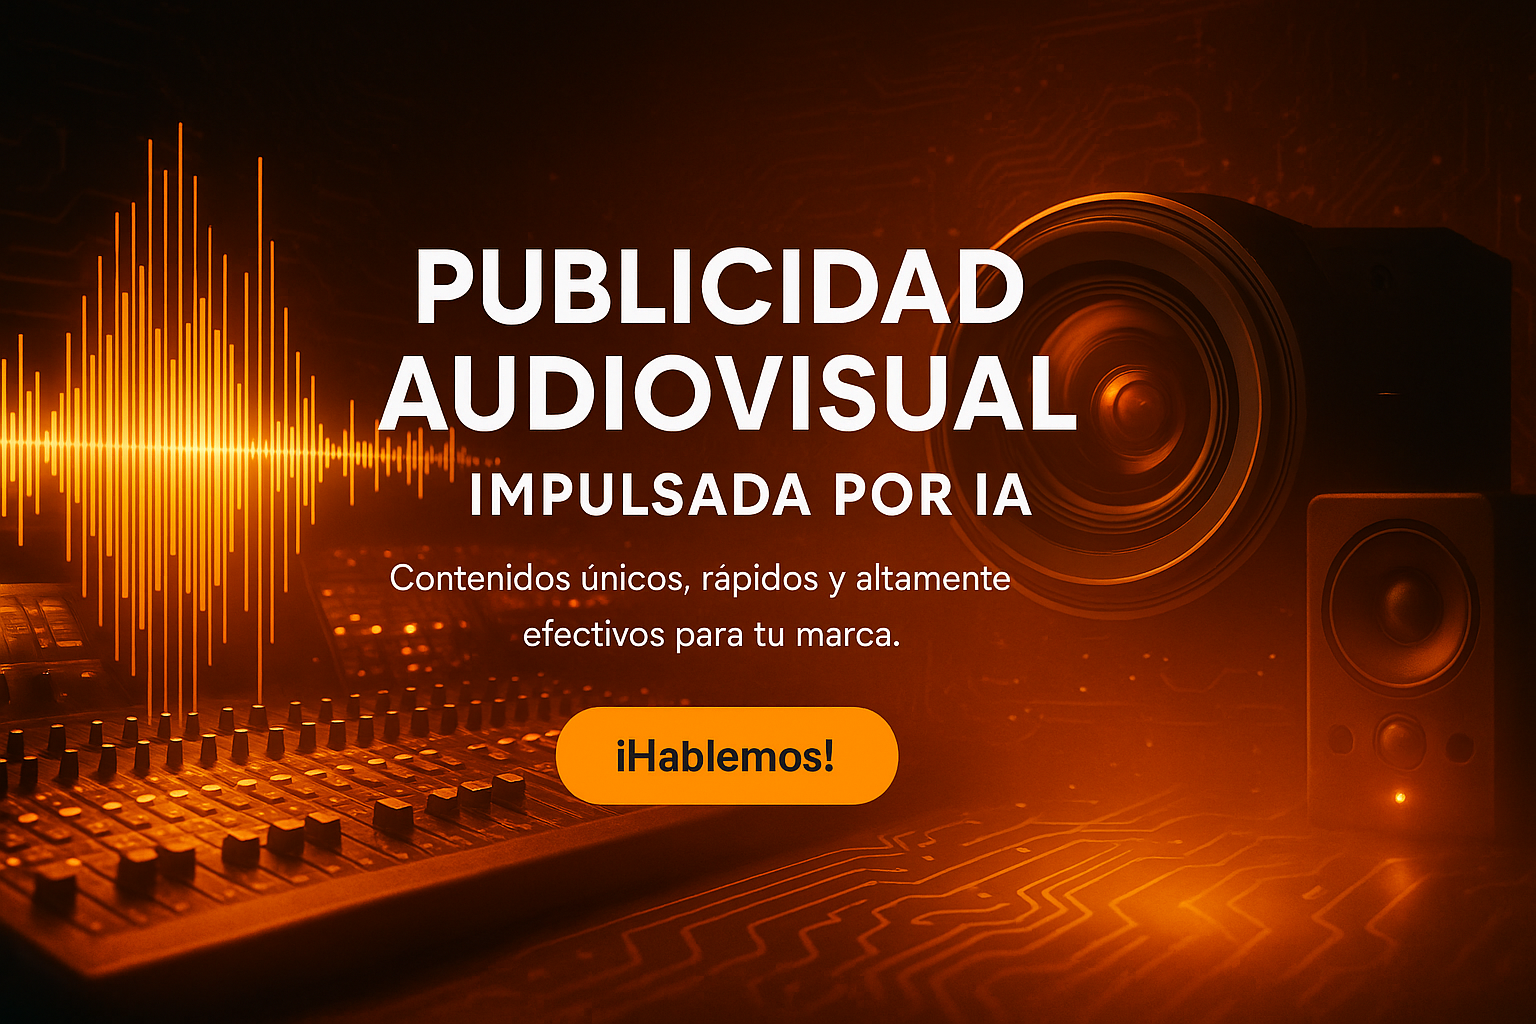 PUBLICIDAD
AUDIOVISUAL
IMPULSADA POR IA
Contenidos únicos, rápidos y altamente
efectivos para tu marca.
¡Hablemos!